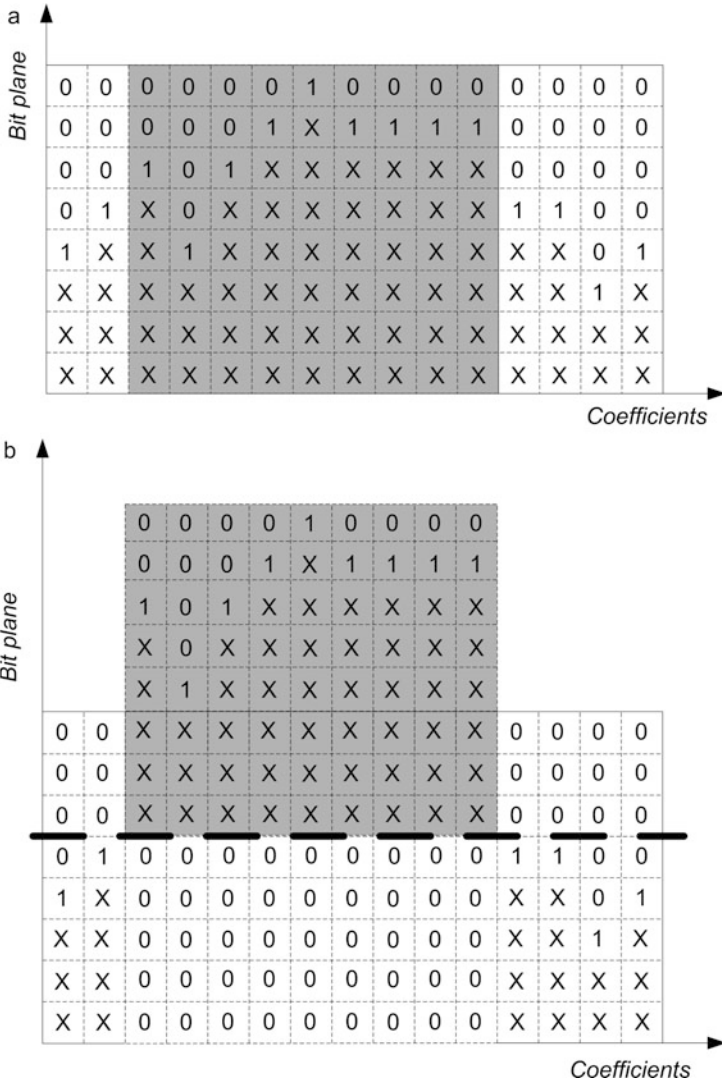 a
Bit plane
0 0 0 0 0 0 1 0 0 0 0 0 0 0 0
0 0 0 0 0 1 X 1 1 1 1 0 0 0 0
0 0 1 0 1 X X X X X X 0 0 0 0
0 1 X 0 X X X X X X X 1 1 0 0
1 X X 1 X X X X X X X X X 0 1
X X X X X X X X X X X X X 1 X
X X X X X X X X X X X X X X X
X X X X X X X X X X X X X X X
Coefficients
b
Bit plane
0 0 0 0 1 0 0 0 0
0 0 0 1 X 1 1 1 1
1 0 1 X X X X X X
X 0 X X X X X X X
X 1 X X X X X X X
0 0 X X X X X X X X X 0 0 0 0
0 0 X X X X X X X X X 0 0 0 0
0 0 X X X X X X X X X 0 0 0 0
0 1 0 0 0 0 0 0 0 0 0 1 1 0 0
1 X 0 0 0 0 0 0 0 0 0 X X 0 1
X X 0 0 0 0 0 0 0 0 0 X X 1 X
X X 0 0 0 0 0 0 0 0 0 X X X X
X X 0 0 0 0 0 0 0 0 0 X X X X
Coefficients